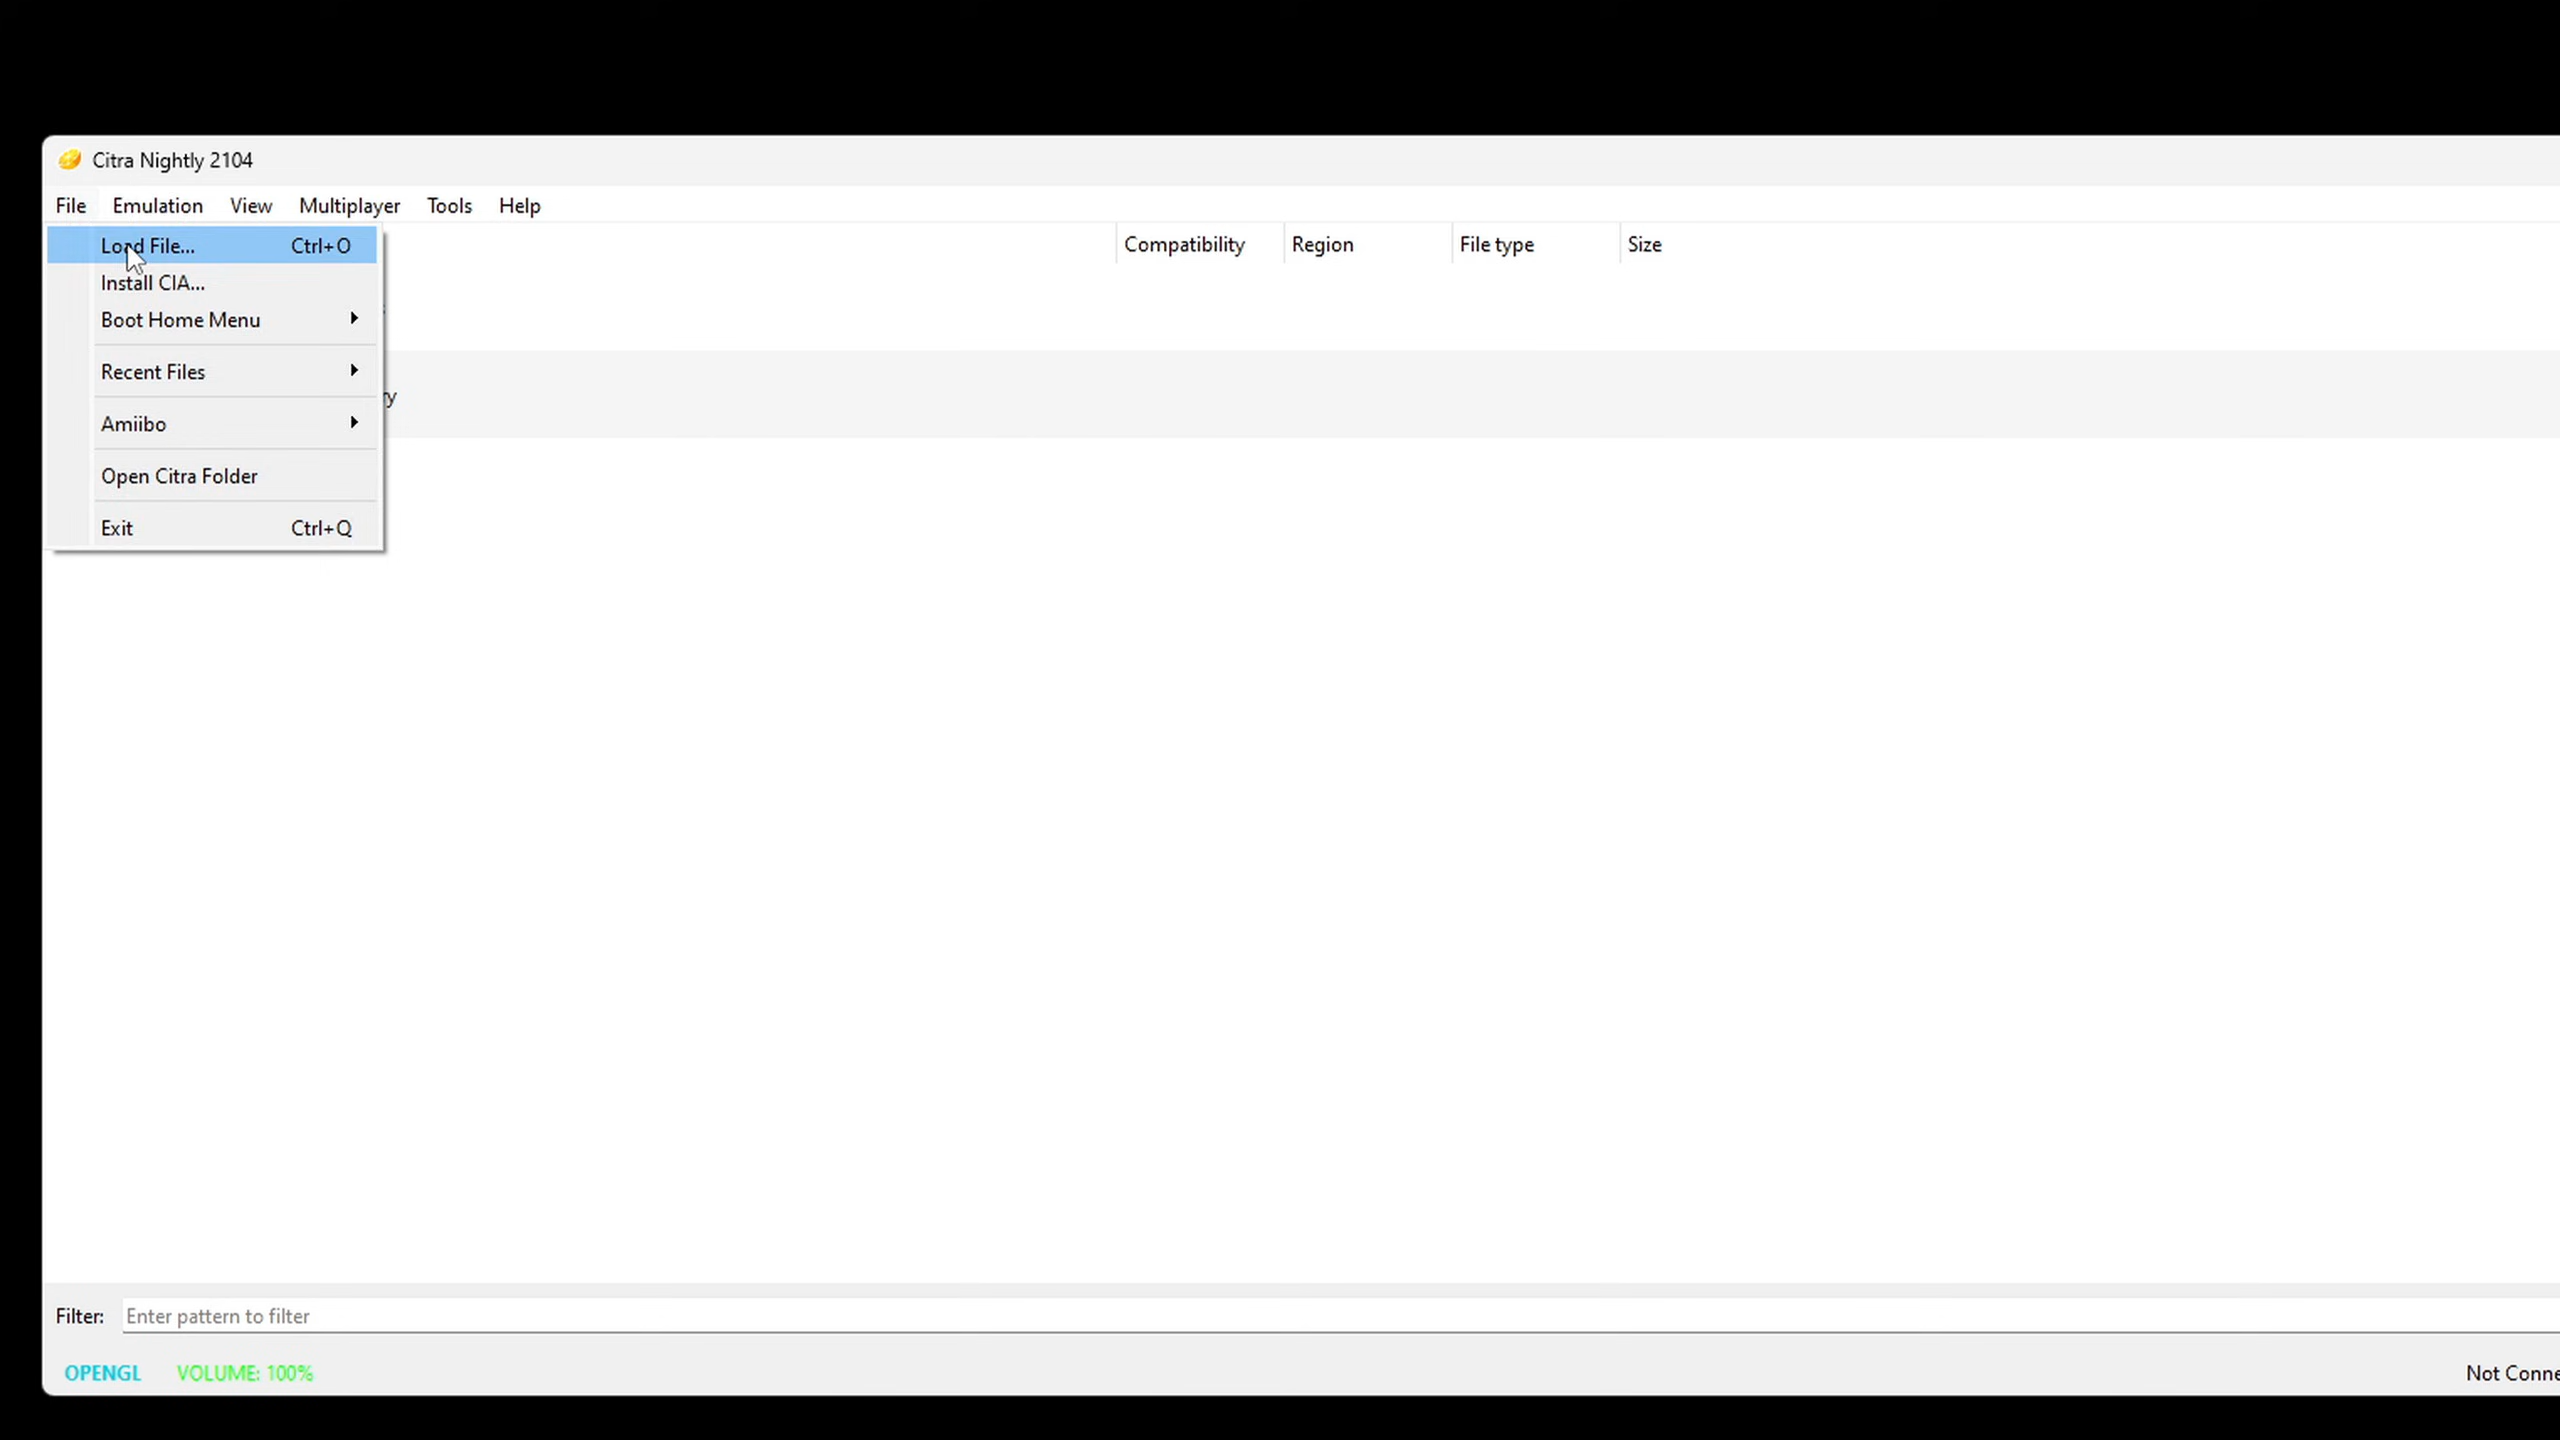 Citra Nightly 2104
File Emulation View Multiplayer Tools Help
Load File... Ctrl+O
Compatibility Region File type Size
Install CIA...
Boot Home Menu
Recent Files
Amiibo
Open Citra Folder
Exit Ctrl+Q
Filter: Enter pattern to filter
OPENGL VOLUME: 100%
Not Conne